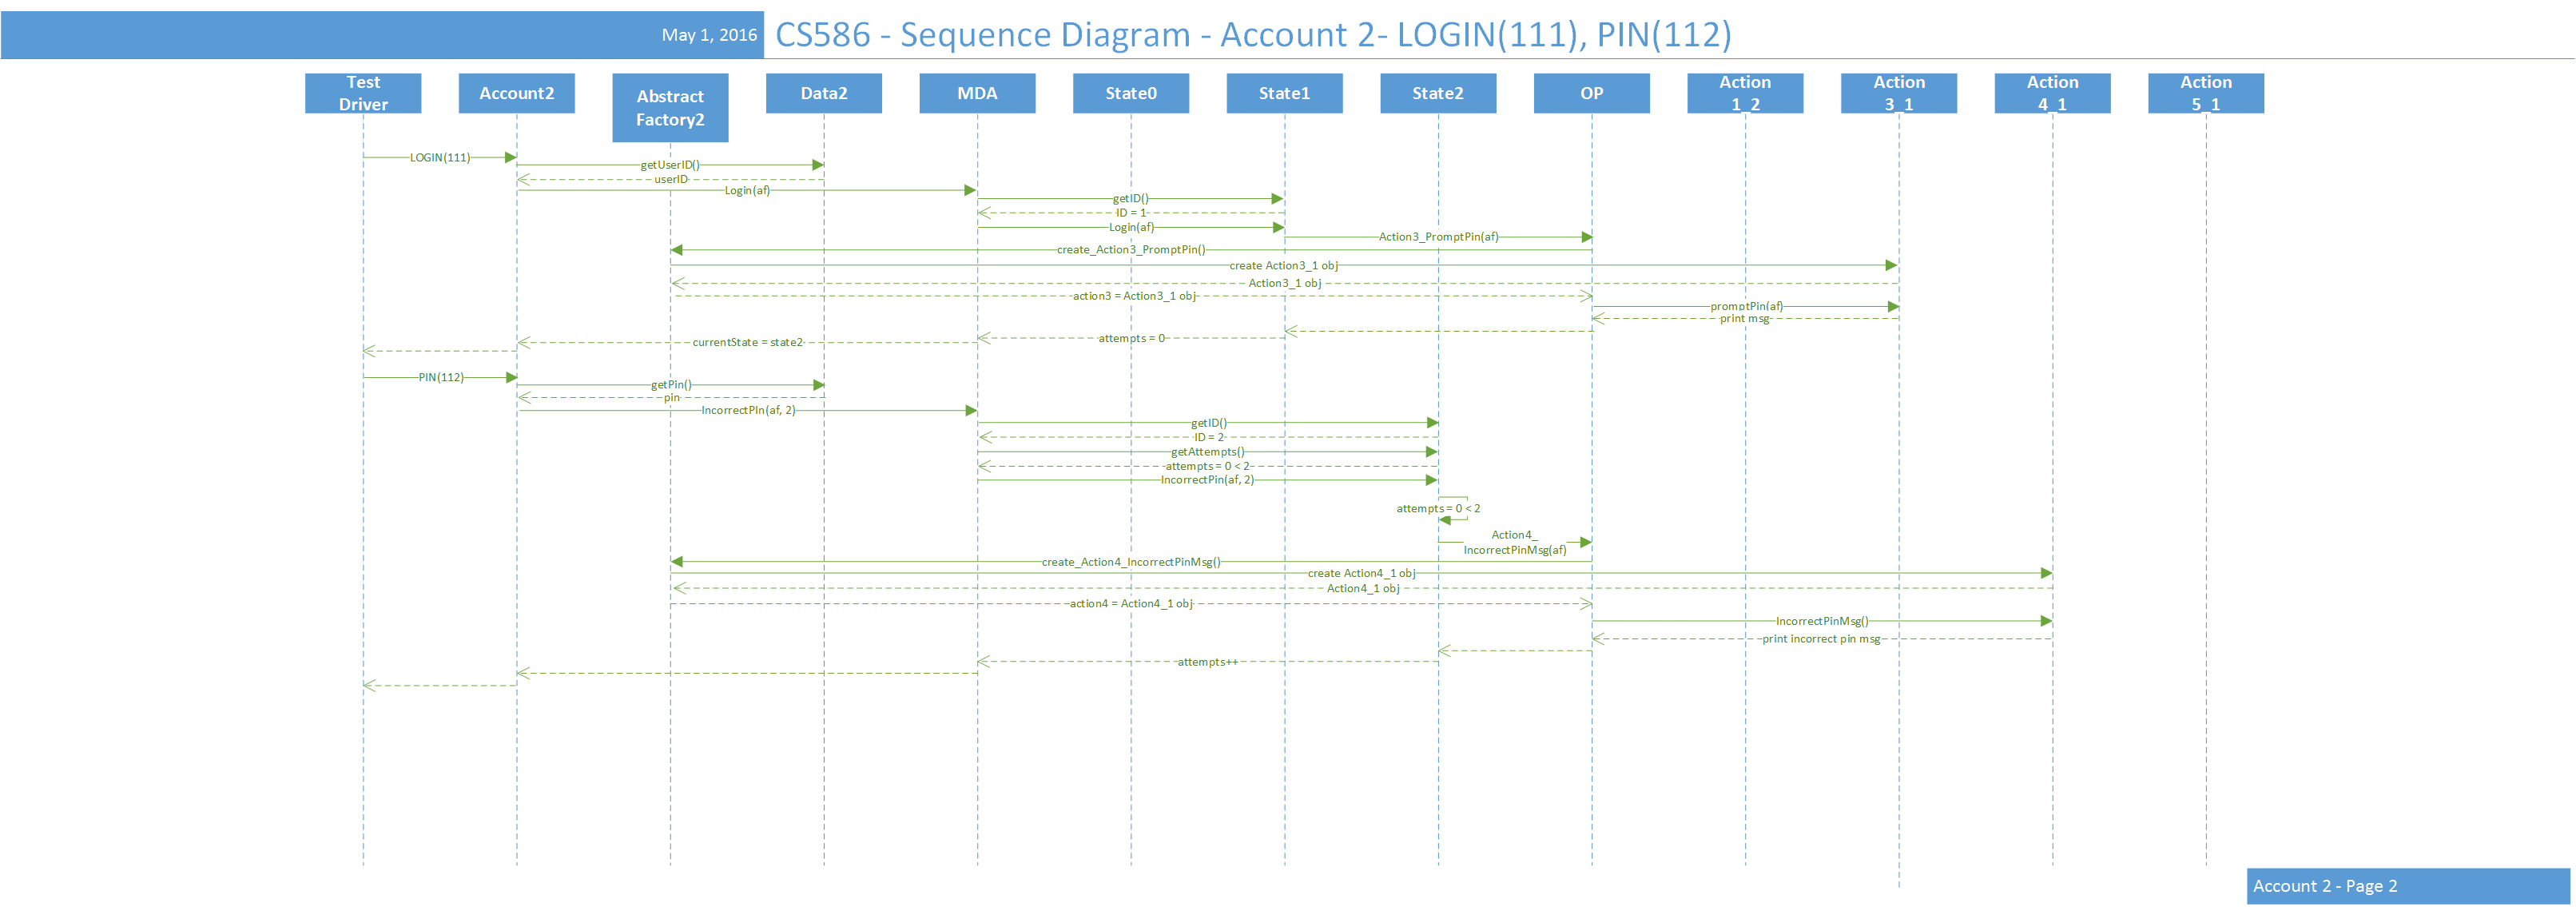 May 1, 2016
CS586 - Sequence Diagram - Account 2- LOGIN(111), PIN(112)
Test
Driver
Account2
Abstract
Factory2
Data2
MDA
State0
State1
State2
OP
Action
1_2
Action
3_1
Action
4_1
Action
5_1
LOGIN(111)
getUserID()
userID
Login(af)
getID()
ID = 1
Login(af)
Action3_PromptPin(af)
create_Action3_PromptPin()
create Action3_1 obj
Action3_1 obj
action3 = Action3_1 obj
promptPin(af)
print msg
attempts = 0
currentState = state2
PIN(112)
getPin()
pin
IncorrectPIn(af, 2)
getID()
ID = 2
getAttempts()
attempts = 0 < 2
IncorrectPin(af, 2)
attempts = 0 < 2
Action4_
IncorrectPinMsg(af)
create_Action4_IncorrectPinMsg()
create Action4_1 obj
Action4_1 obj
action4 = Action4_1 obj
IncorrectPinMsg()
print incorrect pin msg
attempts++
Account 2 - Page 2